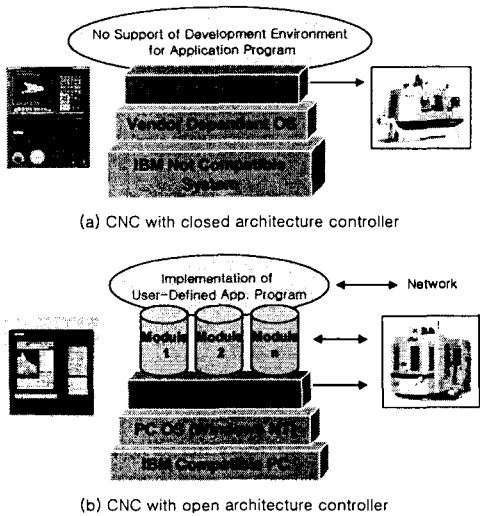 No Support of Development Environment
for Application Program
Vendor Dependent OS
IBM Not Compatible
System
(a) CNC with closed architecture controller
Implementation of
User-Defined App. Program
Network
Module
1
Module
2
Module
n
PC OS (Windows NT)
IBM Compatible PC
(b) CNC with open architecture controller